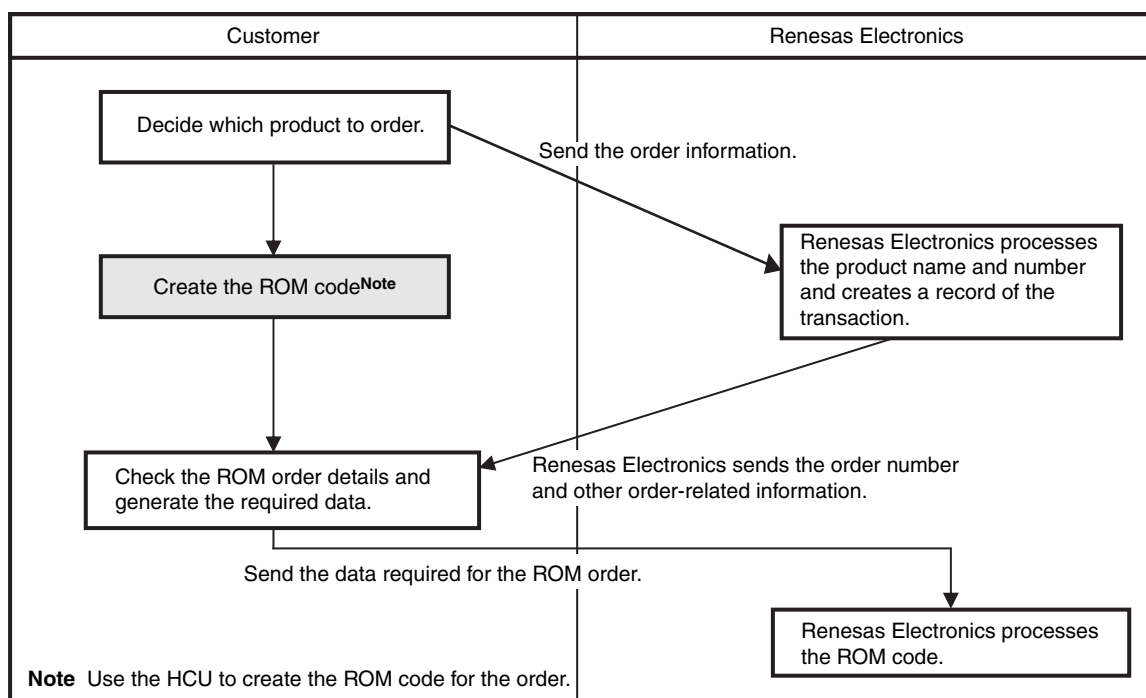 Customer
Renesas Electronics
Decide which product to order.
Send the order information.
Renesas Electronics processes
the product name and number
and creates a record of the
transaction.
Create the ROM codeNote
Check the ROM order details and
generate the required data.
Renesas Electronics sends the order number
and other order-related information.
Send the data required for the ROM order.
Renesas Electronics processes
the ROM code.
Note Use the HCU to create the ROM code for the order.